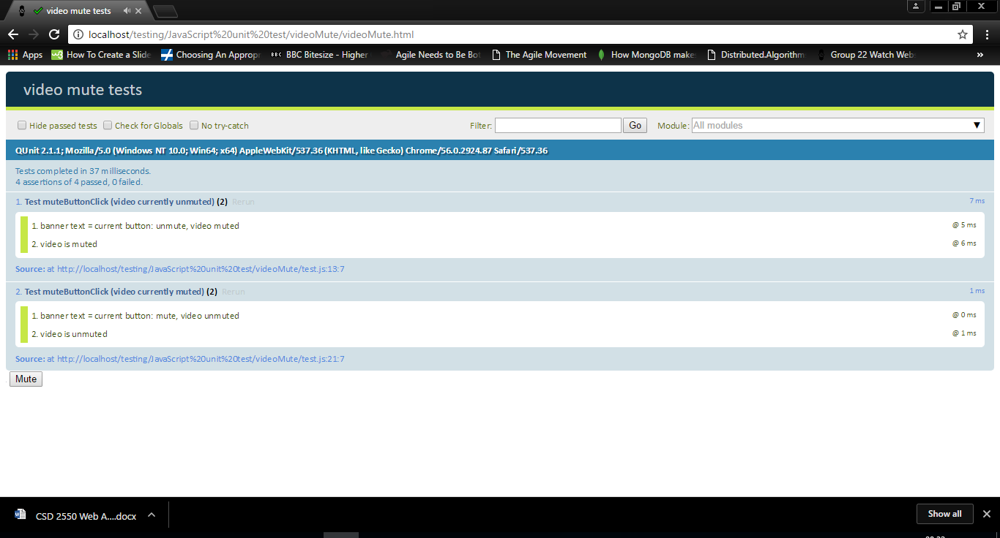 video mute tests
localhost/testing/JavaScript%20unit%20test/videoMute/videoMute.html
Apps How To Create a Slide Choosing An Appropr BBC BBC Bitesize - Higher Agile Needs to Be Bot The Agile Movement How MongoDB make Distributed.Algorithm Group 22 Watch Webs »
video mute tests
Hide passed tests Check for Globals No try-catch Filter: Go Module: All modules
QUnit 2.1.1; Mozilla/5.0 (Windows NT 10.0; Win64; x64) AppleWebKit/537.36 (KHTML, like Gecko) Chrome/56.0.2924.87 Safari/537.36
Tests completed in 37 milliseconds.
4 assertions of 4 passed, 0 failed.
1. Test muteButtonClick (video currently unmuted) (2) Rerun 7 ms
1. banner text = current button: unmute, video muted @ 5 ms
2. video is muted @ 6 ms
Source: at http://localhost/testing/JavaScript%20unit%20test/videoMute/test.js:13:7
2. Test muteButtonClick (video currently muted) (2) Rerun 1 ms
1. banner text = current button: mute, video unmuted @ 0 ms
2. video is unmuted @ 1 ms
Source: at http://localhost/testing/JavaScript%20unit%20test/videoMute/test.js:21:7
Mute
CSD 2550 Web A....docx Show all